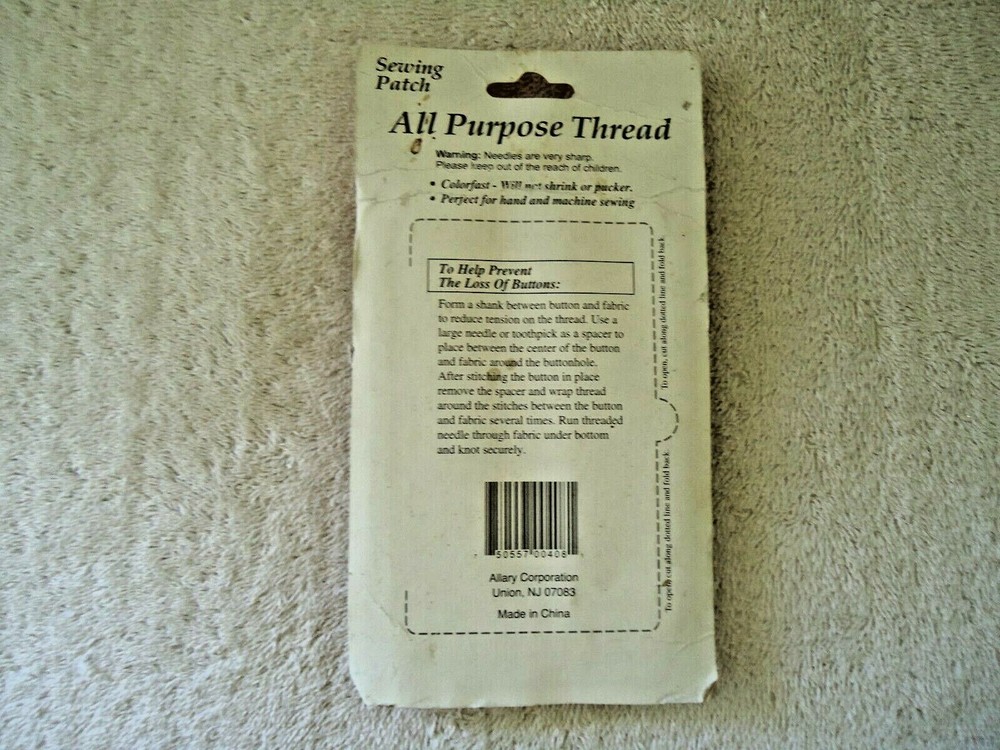 Sewing
Patch
All Purpose Thread
Warning: Needles are very sharp.
Please keep out of the reach of children.
• Colorfast - Will not shrink or pucker.
• Perfect for hand and machine sewing
To Help Prevent
The Loss Of Buttons:
Form a shank between button and fabric
to reduce tension on the thread. Use a
large needle or toothpick as a spacer to
place between the center of the button
and fabric around the buttonhole.
After stitching the button in place
remove the spacer and wrap thread
around the stitches between the button
and fabric several times. Run threaded
needle through fabric under bottom
and knot securely.
50557 00408
Allary Corporation
Union, NJ 07083
Made in China
To open, cut along dotted line and fold back.
To open, cut along dotted line and fold back.